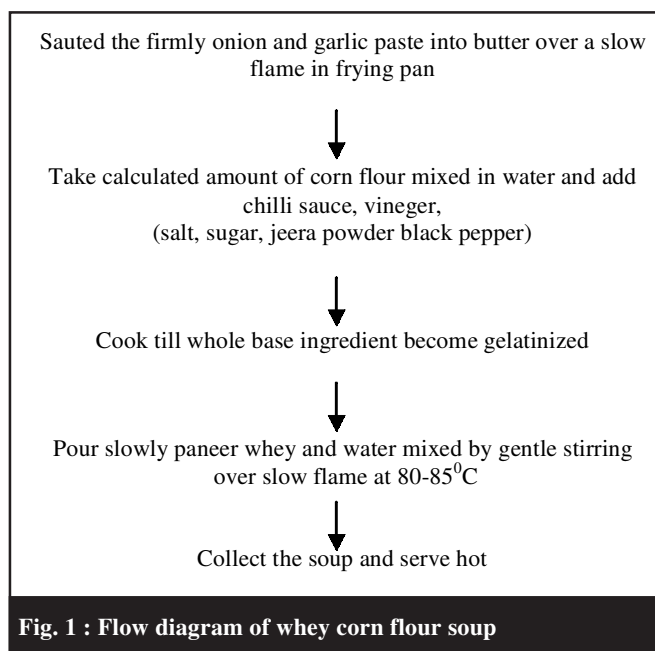 Sauted the firmly onion and garlic paste into butter over a slow
flame in frying pan
Take calculated amount of corn flour mixed in water and add
chilli sauce, vineger,
(salt, sugar, jeera powder black pepper)
Cook till whole base ingredient become gelatinized
Pour slowly paneer whey and water mixed by gentle stirring
over slow flame at 80-85⁰C
Collect the soup and serve hot
Fig. 1 : Flow diagram of whey corn flour soup